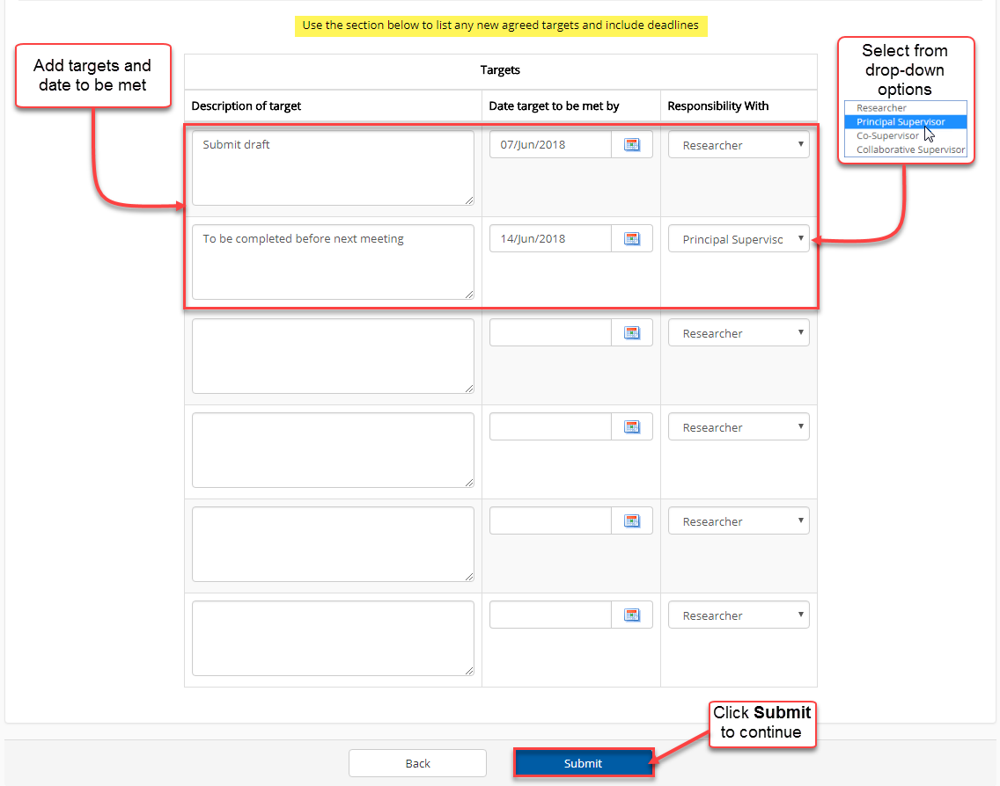 Use the section below to list any new agreed targets and include deadlines
Add targets and
date to be met
Select from
drop-down
options
Researcher
Principal Supervisor
Co-Supervisor
Collaborative Supervisor
Targets
Description of target
Date target to be met by
Responsibility With
Submit draft
07/Jun/2018
Researcher
To be completed before next meeting
14/Jun/2018
Principal Supervisc
Researcher
Researcher
Researcher
Researcher
Click Submit
to continue
Back
Submit